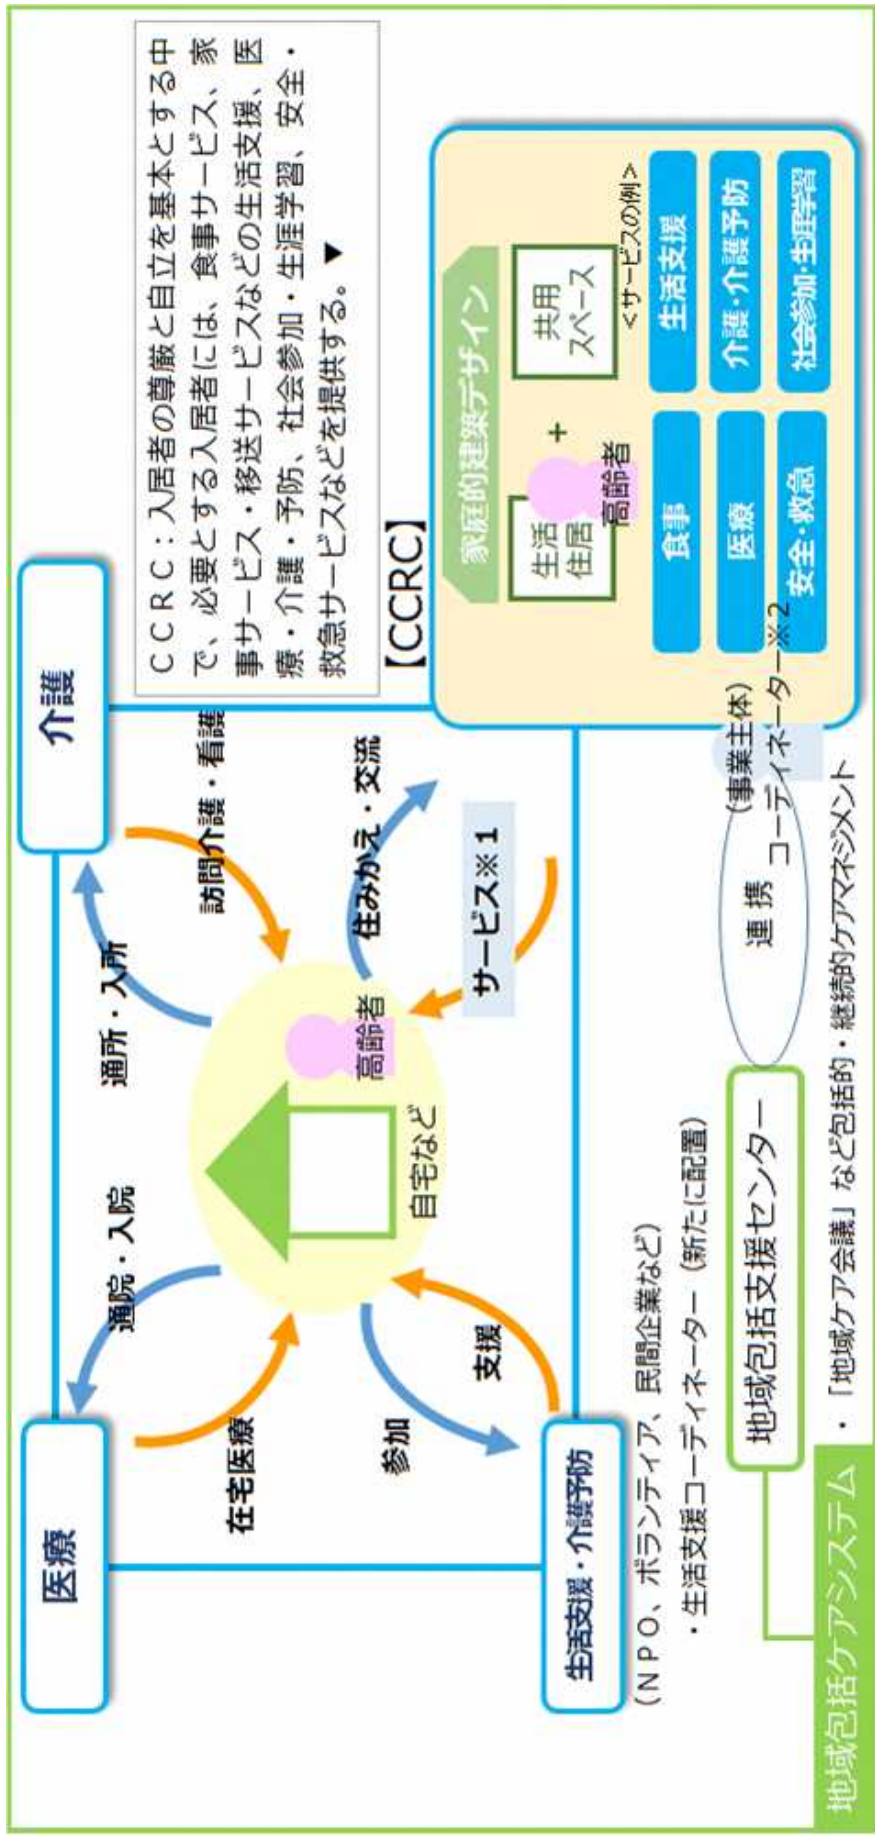 医療
介護
通院・入院
通所・入所
在宅医療
訪問介護・看護
高齢者
自宅など
参加
支援
住みかえ・交流
サービス※1
生活支援・介護予防
(NPO、ボランティア、民間企業など)
・生活支援コーディネーター(新たに配置)
CCRC:入居者の尊厳と自立を基本とする中
で、必要とする入居者には、食事サービス、家
事サービス・移送サービスなどの生活支援、医
療・介護・予防、社会参加・生涯学習、安全・
救急サービスなどを提供する。▼
【CCRC】
家庭的建築デザイン
生活
住居
+
共用
スペース
高齢者
<サービスの例>
食事
生活支援
医療
介護・介護予防
安全・救急
社会参加・生涯学習
(事業主体)
コーディネーター※2
連携
地域包括支援センター
地域包括ケアシステム
・「地域ケア会議」など包括的・継続的ケアマネジメント